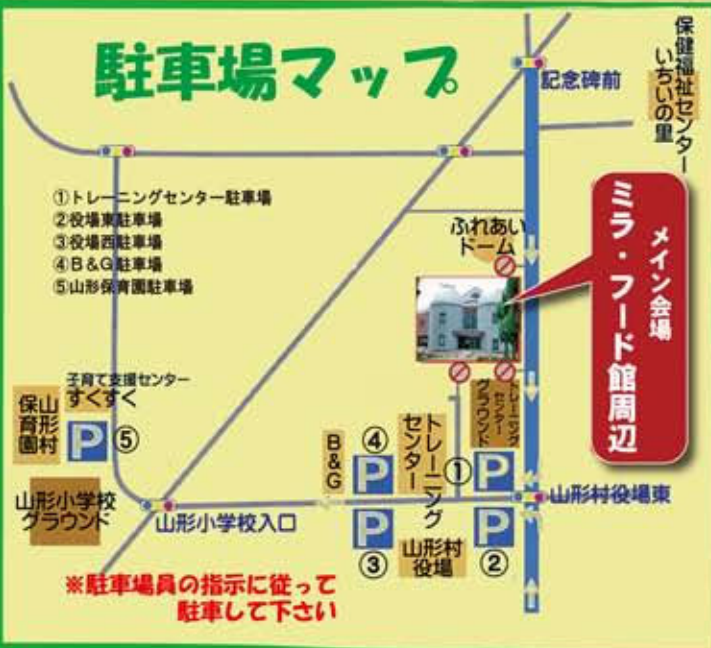 駐車場マップ
記念碑前
保健福祉センター
いちいの里
①トレーニングセンター駐車場
②役場東駐車場
③役場西駐車場
④B&G駐車場
⑤山形保育園駐車場
ふれあい
ドーム
メイン会場
ミラ・フード館周辺
子育て支援センター
すくすく
山形村
保育園
P⑤
山形小学校
グラウンド
山形小学校入口
B&G
④
P
トレーニング
センター
トレーニング
センター
グラウンド
①P
山形村役場東
P
③
山形村
役場
P
②
※駐車場員の指示に従って
駐車して下さい